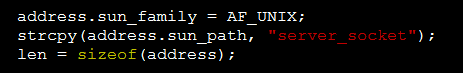 address.sun_family = AF_UNIX;
strcpy(address.sun_path, "server_socket");
len = sizeof(address);